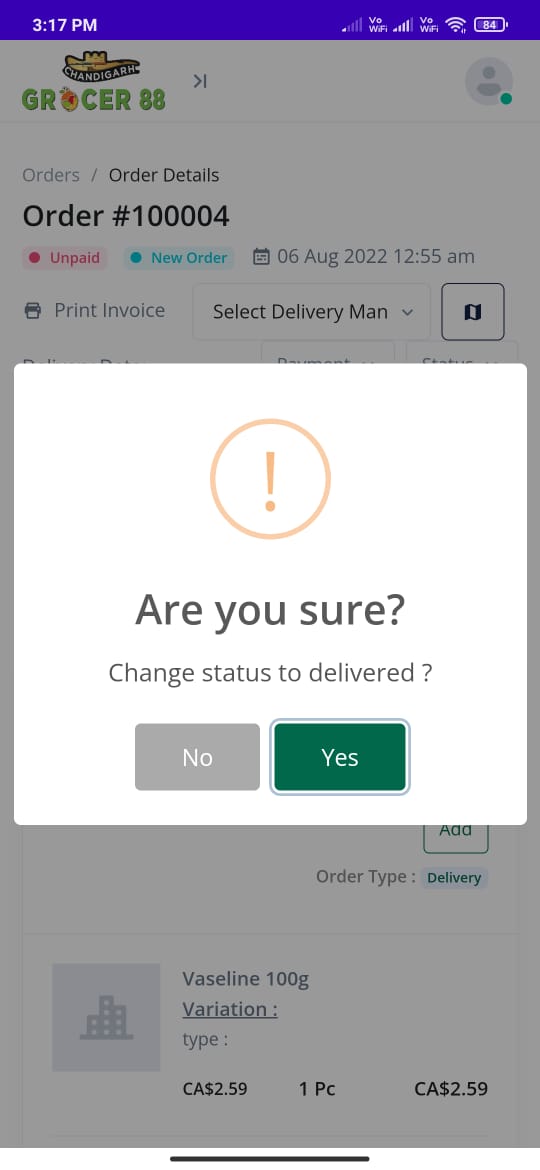 3:17 PM
Vo WiFi Vo WiFi 84
CHANDIGARH
GROCER 88
Orders / Order Details
Order #100004
Unpaid New Order 06 Aug 2022 12:55 am
Print Invoice Select Delivery Man
Payment Status
!
Are you sure?
Change status to delivered ?
No Yes
Add
Order Type : Delivery
Vaseline 100g
Variation :
type :
CA$2.59 1 Pc CA$2.59